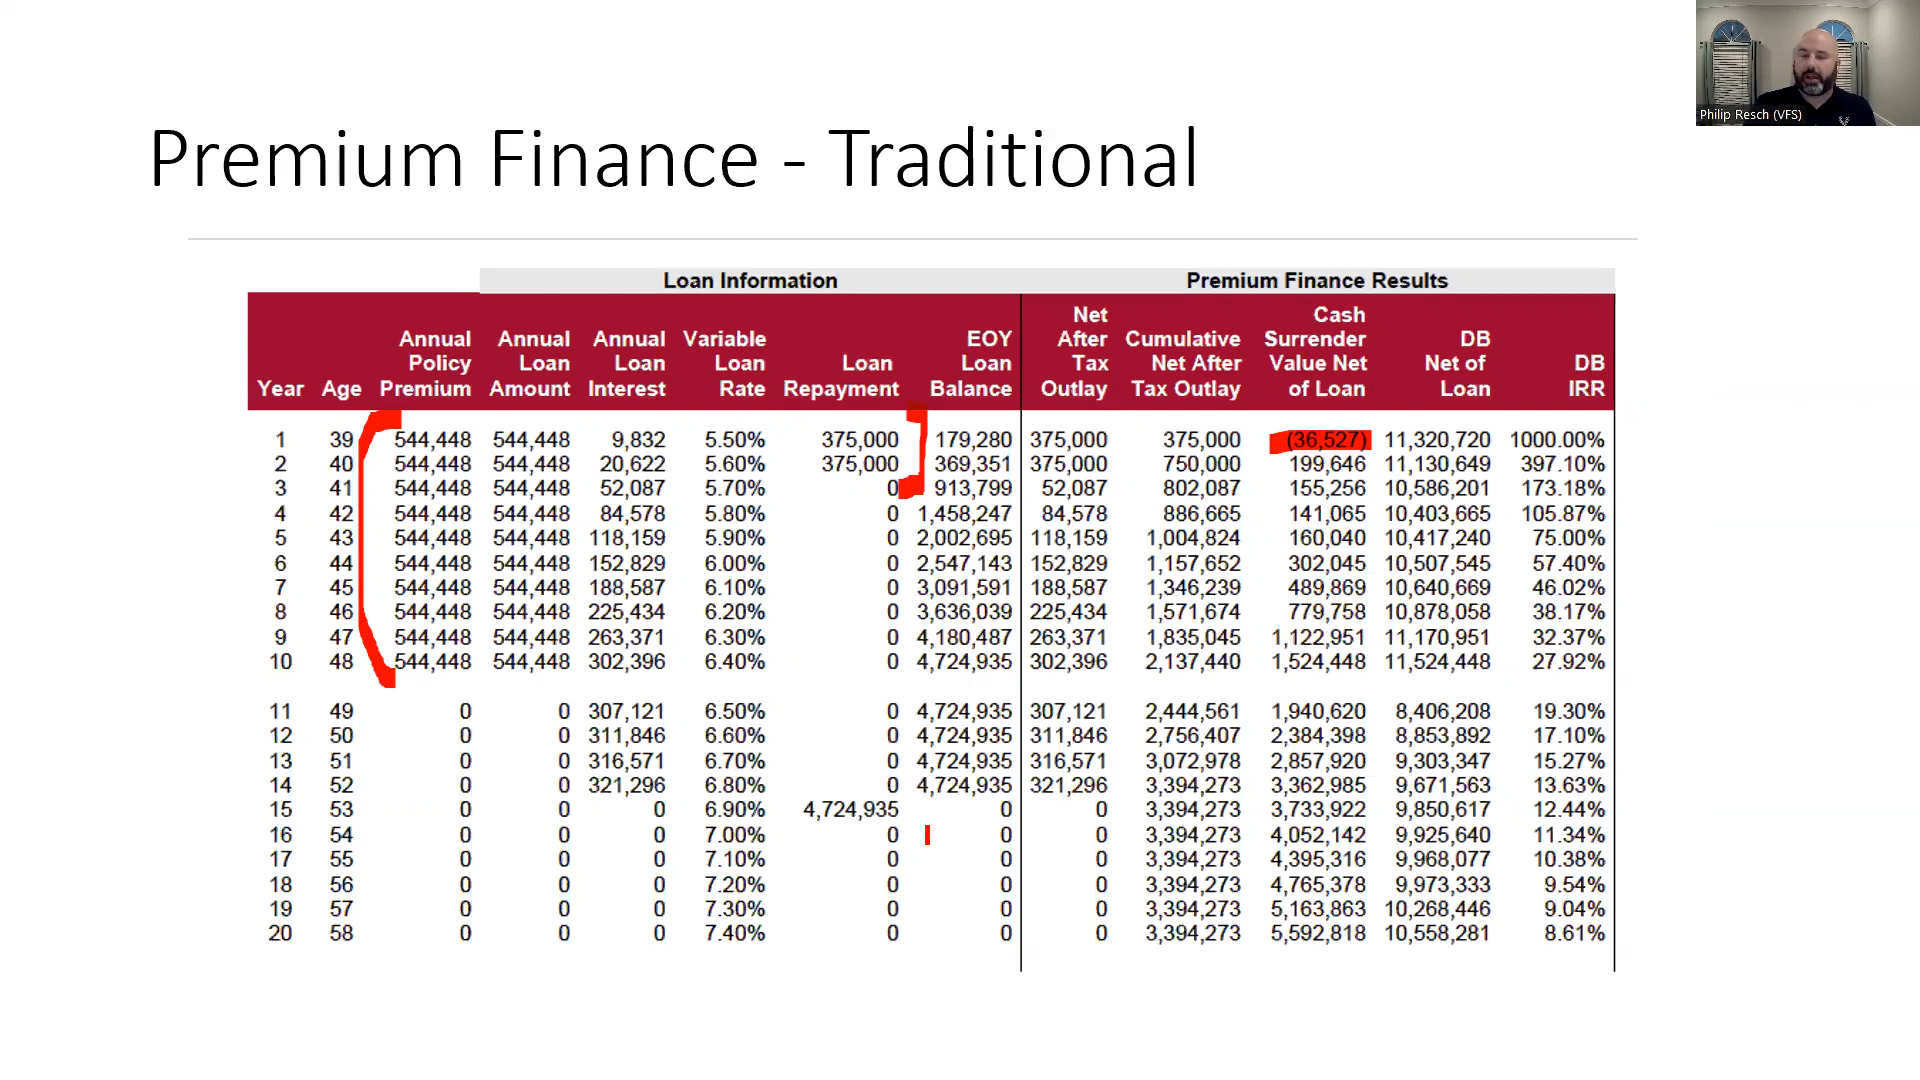 Philip Resch (VFS)
Premium Finance - Traditional
Loan Information Premium Finance Results
Year Age Annual Policy Premium Annual Loan Amount Annual Loan Interest Variable Loan Rate Loan Repayment EOY Loan Balance Net After Tax Outlay Cumulative Net After Tax Outlay Cash Surrender Value Net of Loan DB Net of Loan DB IRR
1 39 544,448 544,448 9,832 5.50% 375,000 179,280 375,000 375,000 (36,527) 11,320,720 1000.00%
2 40 544,448 544,448 20,622 5.60% 375,000 369,351 375,000 750,000 199,646 11,130,649 397.10%
3 41 544,448 544,448 52,087 5.70% 0 913,799 52,087 802,087 155,256 10,586,201 173.18%
4 42 544,448 544,448 84,578 5.80% 0 1,458,247 84,578 886,665 141,065 10,403,665 105.87%
5 43 544,448 544,448 118,159 5.90% 0 2,002,695 118,159 1,004,824 160,040 10,417,240 75.00%
6 44 544,448 544,448 152,829 6.00% 0 2,547,143 152,829 1,157,652 302,045 10,507,545 57.40%
7 45 544,448 544,448 188,587 6.10% 0 3,091,591 188,587 1,346,239 489,869 10,640,669 46.02%
8 46 544,448 544,448 225,434 6.20% 0 3,636,039 225,434 1,571,674 779,758 10,878,058 38.17%
9 47 544,448 544,448 263,371 6.30% 0 4,180,487 263,371 1,835,045 1,122,951 11,170,951 32.37%
10 48 544,448 544,448 302,396 6.40% 0 4,724,935 302,396 2,137,440 1,524,448 11,524,448 27.92%
11 49 0 0 307,121 6.50% 0 4,724,935 307,121 2,444,561 1,940,620 8,406,208 19.30%
12 50 0 0 311,846 6.60% 0 4,724,935 311,846 2,756,407 2,384,398 8,853,892 17.10%
13 51 0 0 316,571 6.70% 0 4,724,935 316,571 3,072,978 2,857,920 9,303,347 15.27%
14 52 0 0 321,296 6.80% 0 4,724,935 321,296 3,394,273 3,362,985 9,671,563 13.63%
15 53 0 0 0 6.90% 4,724,935 0 0 3,394,273 3,733,922 9,850,617 12.44%
16 54 0 0 0 7.00% 0 0 0 3,394,273 4,052,142 9,925,640 11.34%
17 55 0 0 0 7.10% 0 0 0 3,394,273 4,395,316 9,968,077 10.38%
18 56 0 0 0 7.20% 0 0 0 3,394,273 4,765,378 9,973,333 9.54%
19 57 0 0 0 7.30% 0 0 0 3,394,273 5,163,863 10,268,446 9.04%
20 58 0 0 0 7.40% 0 0 0 3,394,273 5,592,818 10,558,281 8.61%